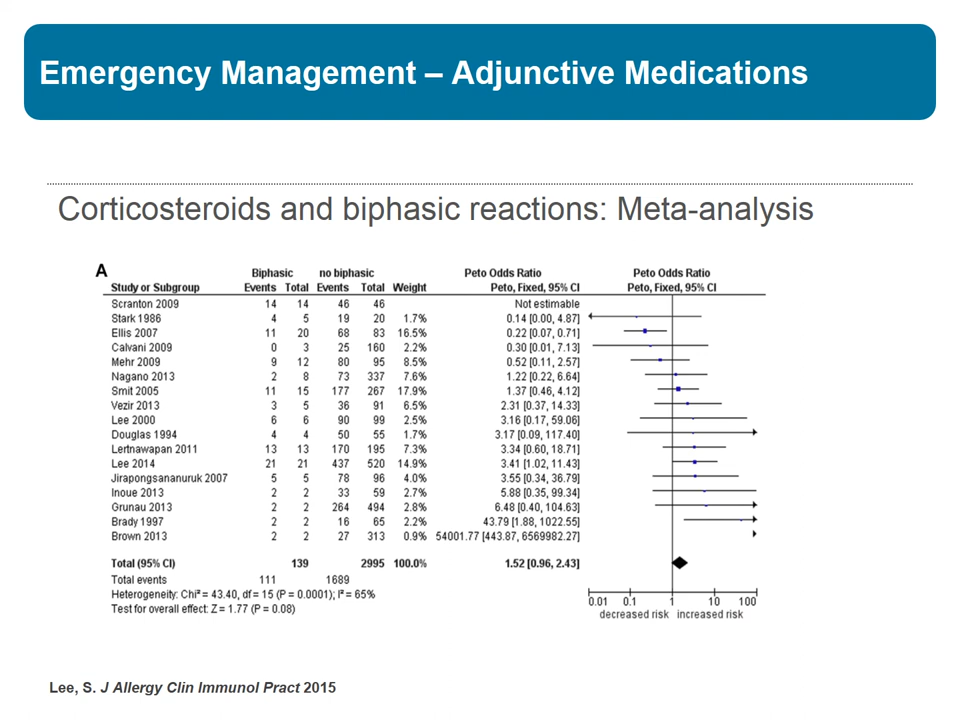 Emergency Management – Adjunctive Medications
Corticosteroids and biphasic reactions: Meta-analysis
A
Biphasic no biphasic Peto Odds Ratio Peto Odds Ratio
Study or Subgroup Events Total Events Total Weight Peto, Fixed, 95% CI Peto, Fixed, 95% CI
Scranton 2009 14 14 46 46 Not estimable
Stark 1986 4 5 19 20 1.7% 0.14 [0.00, 4.87]
Ellis 2007 11 20 68 83 16.5% 0.22 [0.07, 0.71]
Calvani 2009 0 3 25 160 2.2% 0.30 [0.01, 7.13]
Mehr 2009 9 12 80 95 8.5% 0.52 [0.11, 2.57]
Nagano 2013 2 8 73 337 7.6% 1.22 [0.22, 6.64]
Smit 2005 11 15 177 267 17.9% 1.37 [0.46, 4.12]
Vezir 2013 3 5 36 91 6.5% 2.31 [0.37, 14.33]
Lee 2000 6 6 90 99 2.5% 3.16 [0.17, 59.06]
Douglas 1994 4 4 50 55 1.7% 3.17 [0.09, 117.40]
Lertnawapan 2011 13 13 170 195 7.3% 3.34 [0.60, 18.71]
Lee 2014 21 21 437 520 14.9% 3.41 [1.02, 11.43]
Jirapongsananuruk 2007 5 5 78 96 4.0% 3.55 [0.34, 36.79]
Inoue 2013 2 2 33 59 2.7% 5.88 [0.35, 99.34]
Grunau 2013 2 2 264 494 2.8% 6.48 [0.40, 104.63]
Brady 1997 2 2 16 65 2.2% 43.79 [1.88, 1022.55]
Brown 2013 2 2 27 313 0.9% 54001.77 [443.87, 6569982.27]
Total (95% CI) 139 2995 100.0% 1.52 [0.96, 2.43]
Total events 111 1689
Heterogeneity: Chi² = 43.40, df = 15 (P = 0.0001); I² = 65%
Test for overall effect: Z = 1.77 (P = 0.08)
0.01 0.1 1 10 100
decreased risk increased risk
Lee, S. J Allergy Clin Immunol Pract 2015